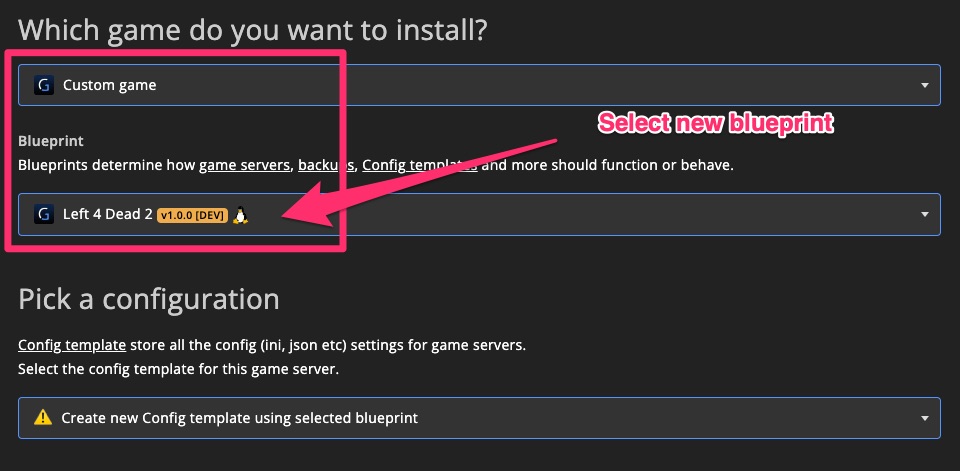 Which game do you want to install?
G Custom game
Select new blueprint
Blueprint
Blueprints determine how game servers, backups, Config templates and more should function or behave.
G Left 4 Dead 2 v1.0.0 [DEV]
Pick a configuration
Config template store all the config (ini, json etc) settings for game servers.
Select the config template for this game server.
Create new Config template using selected blueprint